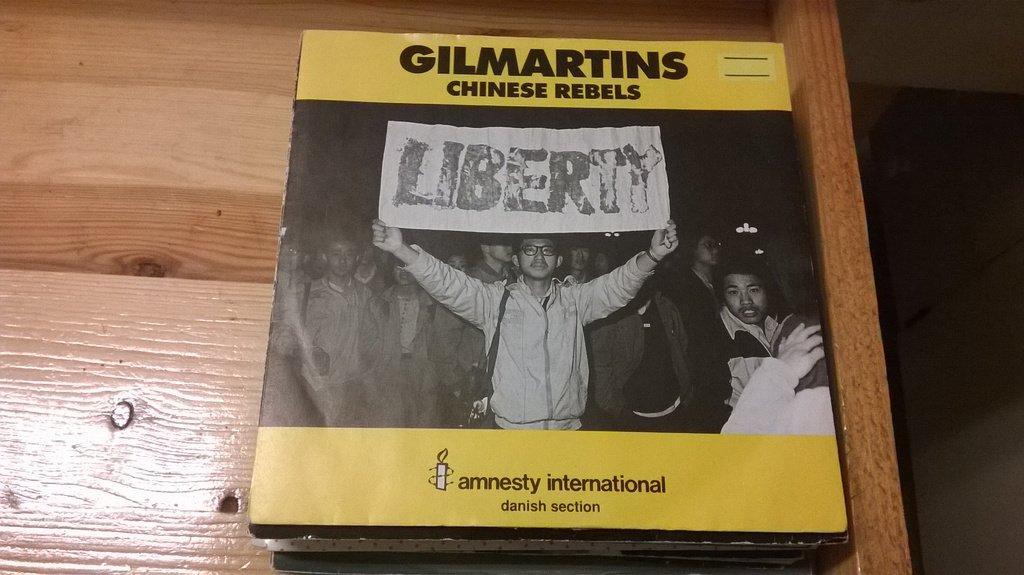 GILMARTINS
CHINESE REBELS
LIBERTY
amnesty international
danish section